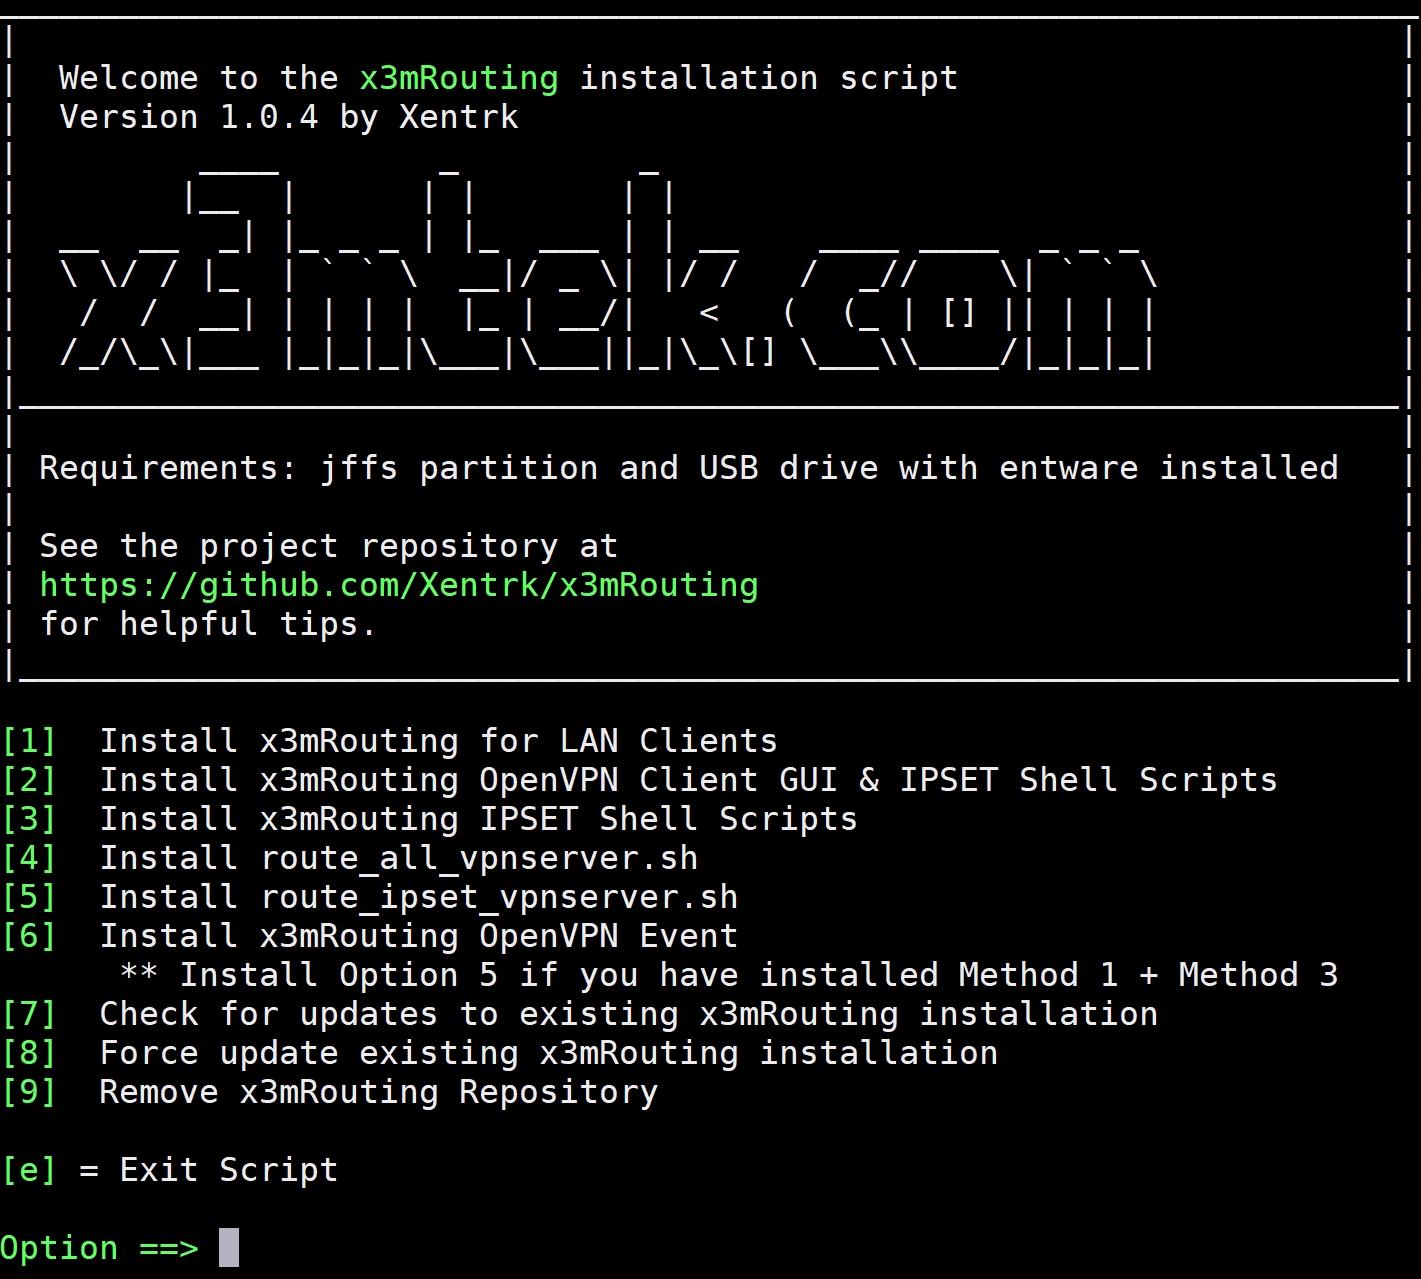 Welcome to the x3mRouting installation script
Version 1.0.4 by Xentrk
x3mtek.com
Requirements: jffs partition and USB drive with entware installed
See the project repository at
https://github.com/Xentrk/x3mRouting
for helpful tips.
[1]  Install x3mRouting for LAN Clients
[2]  Install x3mRouting OpenVPN Client GUI & IPSET Shell Scripts
[3]  Install x3mRouting IPSET Shell Scripts
[4]  Install route_all_vpnserver.sh
[5]  Install route_ipset_vpnserver.sh
[6]  Install x3mRouting OpenVPN Event
** Install Option 5 if you have installed Method 1 + Method 3
[7]  Check for updates to existing x3mRouting installation
[8]  Force update existing x3mRouting installation
[9]  Remove x3mRouting Repository
[e] = Exit Script
Option ==>